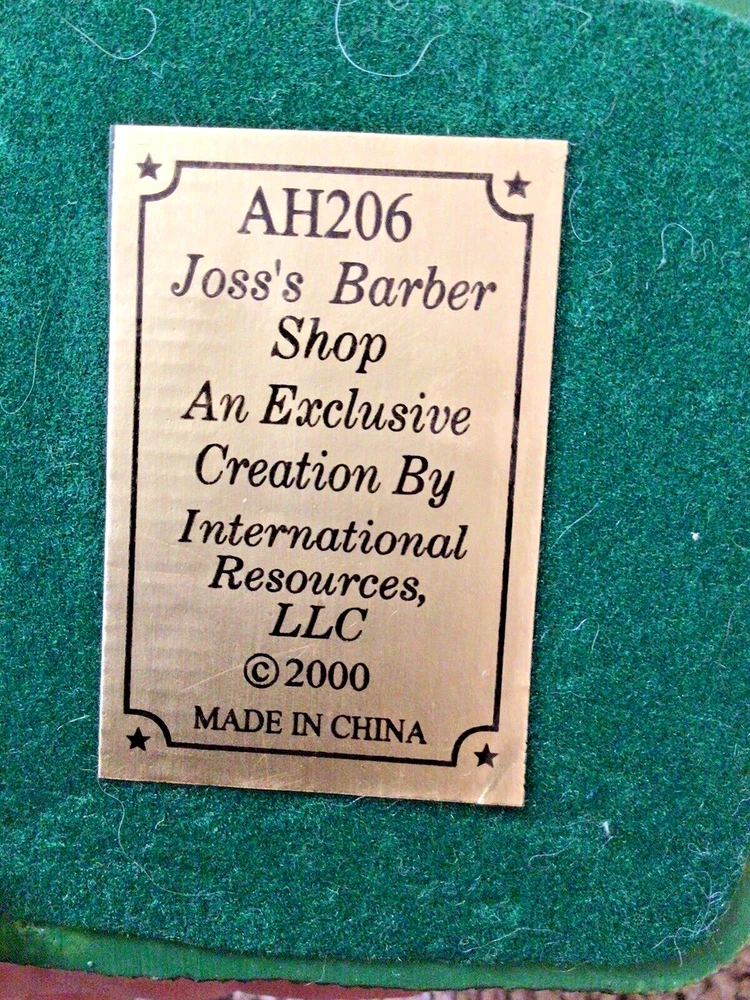 AH206
Joss's Barber
Shop
An Exclusive
Creation By
International
Resources,
LLC
©2000
MADE IN CHINA